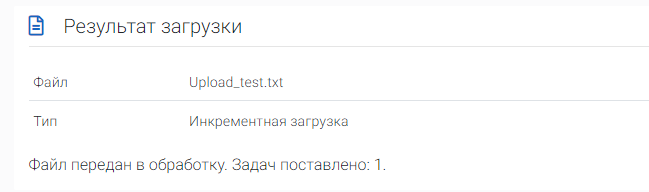 Результат загрузки
Файл Upload_test.txt
Тип Инкрементная загрузка
Файл передан в обработку. Задач поставлено: 1.